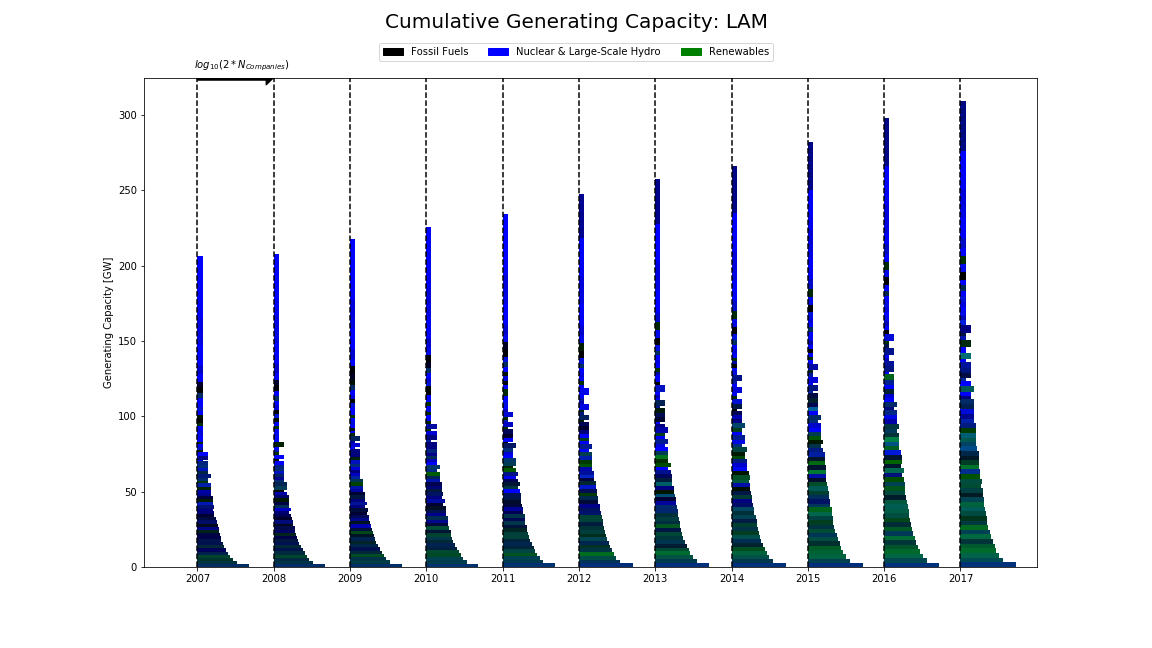 Cumulative Generating Capacity: LAM
Fossil Fuels Nuclear & Large-Scale Hydro Renewables
log10(2 * NCompanies)
Generating Capacity [GW]
300
250
200
150
100
50
0
2007 2008 2009 2010 2011 2012 2013 2014 2015 2016 2017